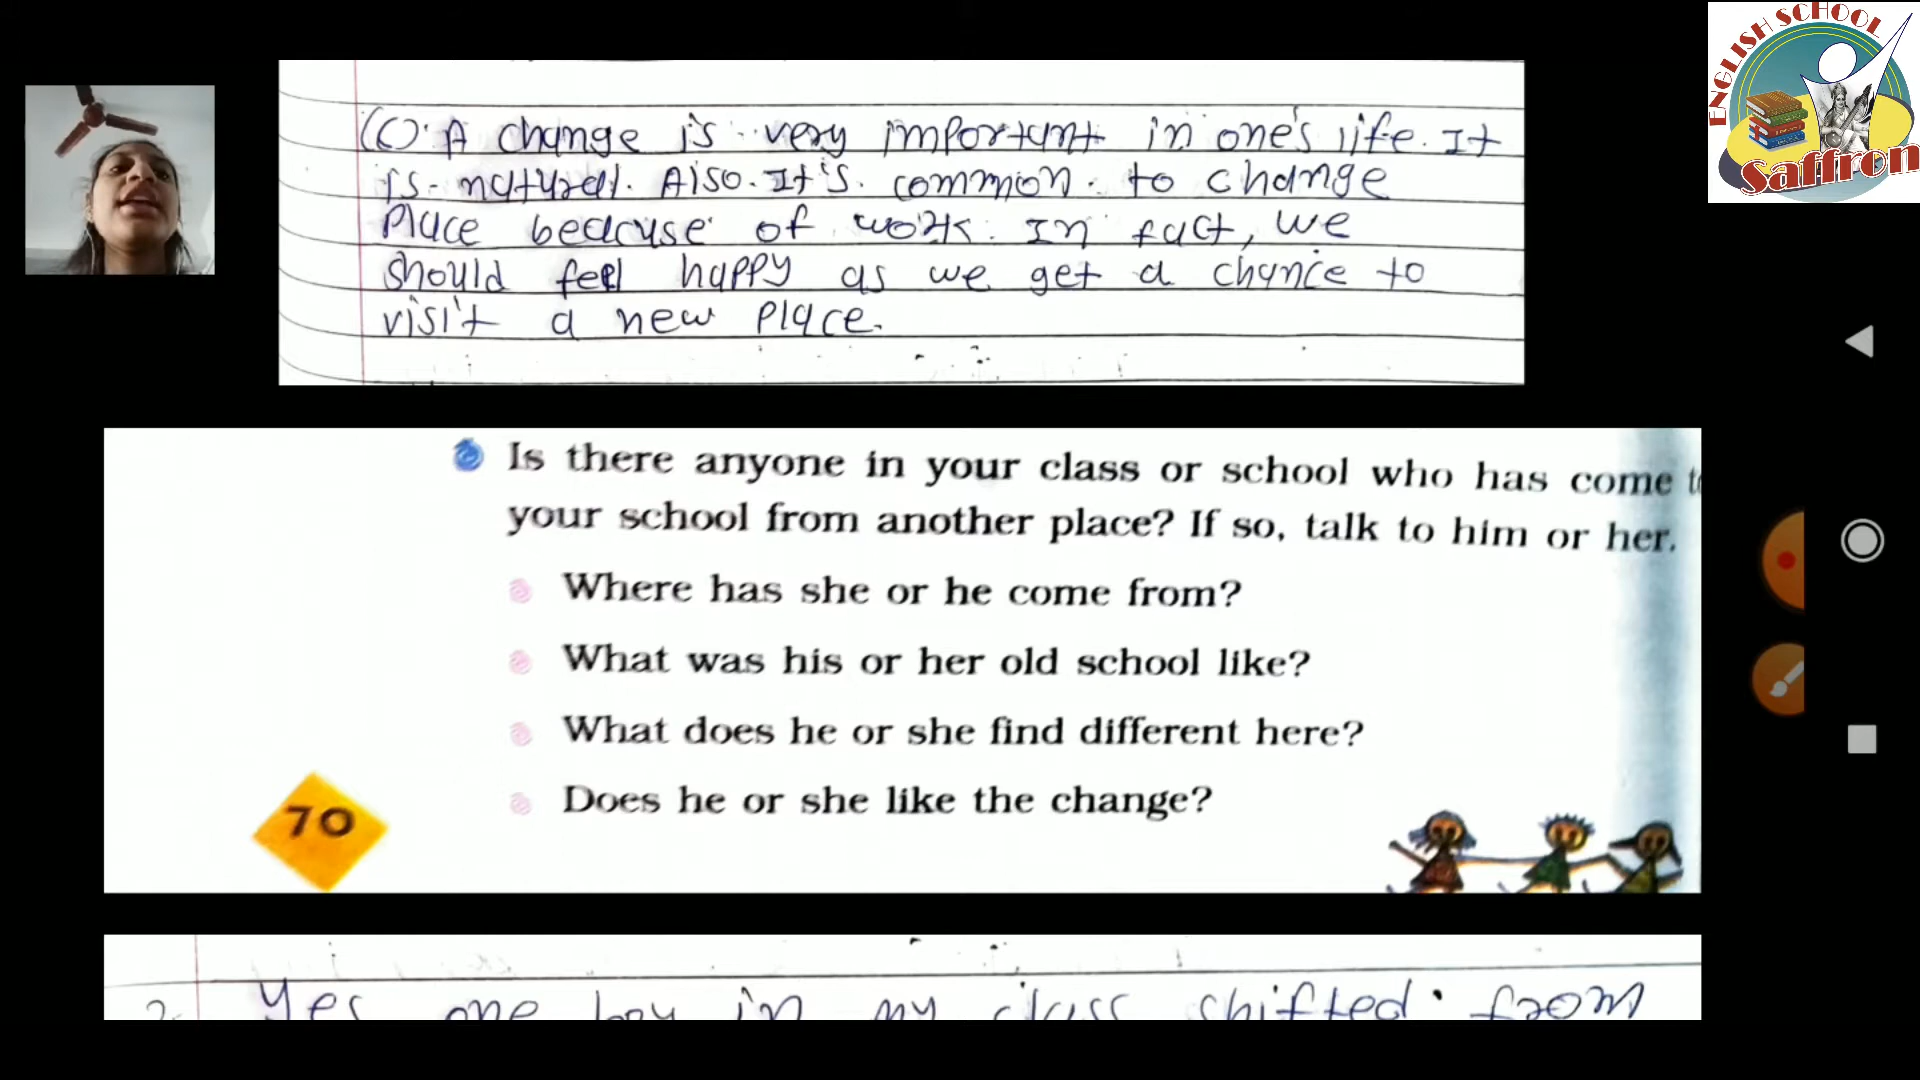 ENGLISH SCHOOL
Saffron
(C). A change is very important in one's life. It
is natural. Also. It's common to change
Place beacuse of work. In fact, we
should feel happy as we get a chance to
visit a new place.
Is there anyone in your class or school who has come
your school from another place? If so, talk to him or her.
Where has she or he come from?
What was his or her old school like?
What does he or she find different here?
Does he or she like the change?
70
Yes one boy in my class shifted from